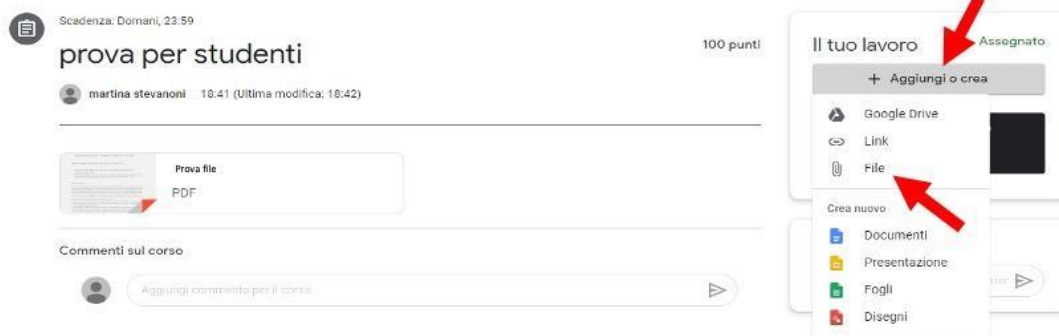 Scadenza: Domani, 23:59
prova per studenti
100 punti
martina stevanoni 18:41 (Ultima modifica: 18:42)
Prova file
PDF
Commenti sul corso
Aggiungi commento per il corso...
Il tuo lavoro
Assegnato
+ Aggiungi o crea
Google Drive
Link
File
Crea nuovo
Documenti
Presentazione
Fogli
Disegni